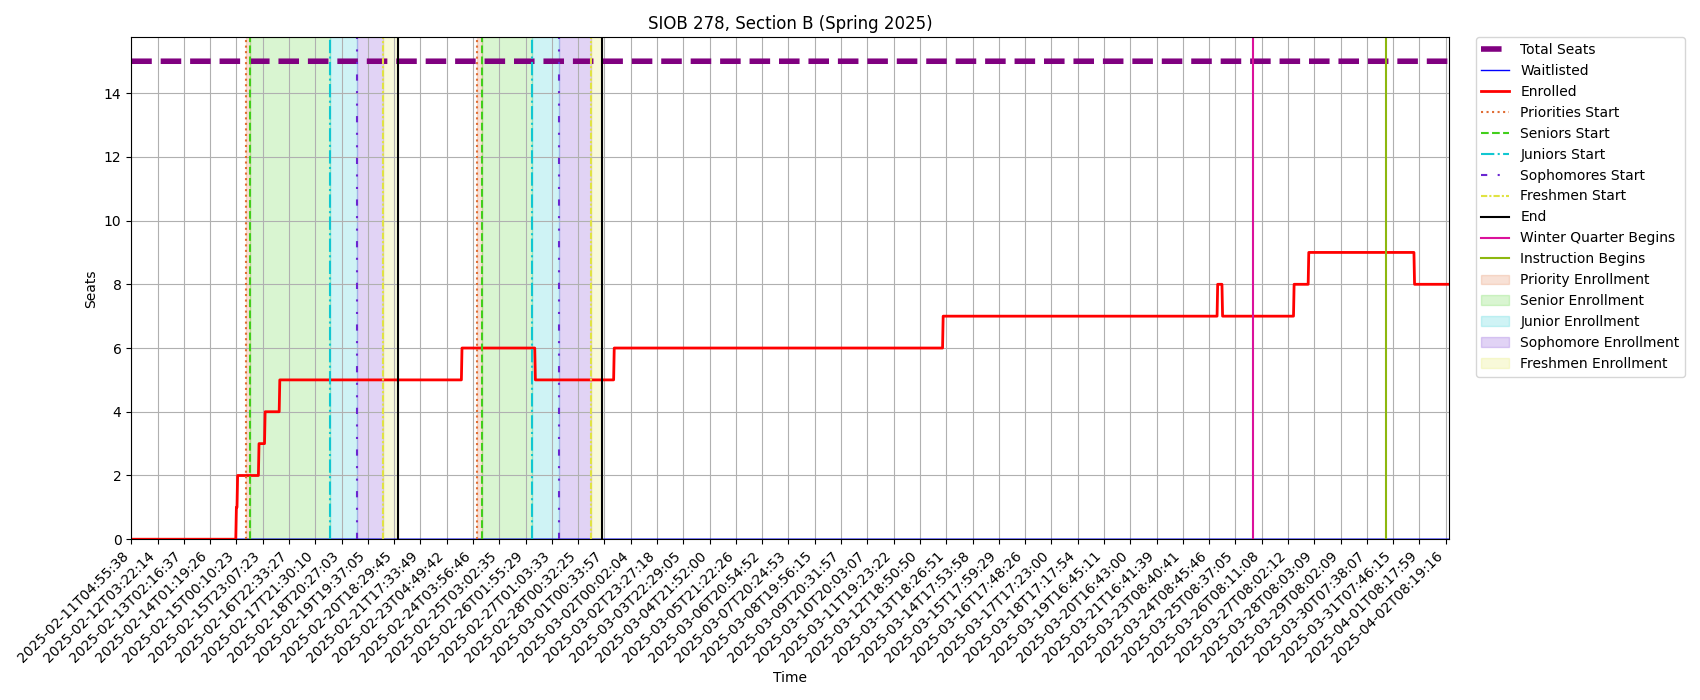 SIOB 278, Section B (Spring 2025)
Seats
14
12
10
8
6
4
2
0
2025-02-11T04:55:38
2025-02-12T03:22:14
2025-02-13T02:16:37
2025-02-14T01:19:26
2025-02-15T00:10:23
2025-02-15T23:07:23
2025-02-16T22:33:27
2025-02-17T21:30:10
2025-02-18T20:27:03
2025-02-19T19:37:05
2025-02-20T18:29:45
2025-02-21T17:33:49
2025-02-23T04:49:42
2025-02-25T03:56:46
2025-02-25T03:02:35
2025-02-26T01:55:29
2025-02-27T01:03:33
2025-02-28T00:32:25
2025-03-01T00:33:57
2025-03-02T00:02:04
2025-03-02T23:27:18
2025-03-03T22:29:05
2025-03-04T21:52:00
2025-03-05T21:22:26
2025-03-06T20:54:52
2025-03-07T20:24:53
2025-03-08T19:56:15
2025-03-09T20:31:57
2025-03-10T20:03:07
2025-03-11T19:23:22
2025-03-12T18:50:50
2025-03-13T18:26:51
2025-03-14T17:53:58
2025-03-15T17:59:29
2025-03-16T17:48:26
2025-03-17T17:23:00
2025-03-18T17:17:54
2025-03-19T16:45:11
2025-03-20T16:43:00
2025-03-21T16:41:39
2025-03-23T08:40:41
2025-03-24T08:45:46
2025-03-25T08:37:05
2025-03-26T08:11:08
2025-03-27T08:02:12
2025-03-28T08:03:09
2025-03-29T08:02:09
2025-03-30T07:38:07
2025-03-31T07:46:15
2025-04-01T08:17:59
2025-04-02T08:19:16
Time
Total Seats
Waitlisted
Enrolled
Priorities Start
Seniors Start
Juniors Start
Sophomores Start
Freshmen Start
End
Winter Quarter Begins
Instruction Begins
Priority Enrollment
Senior Enrollment
Junior Enrollment
Sophomore Enrollment
Freshmen Enrollment